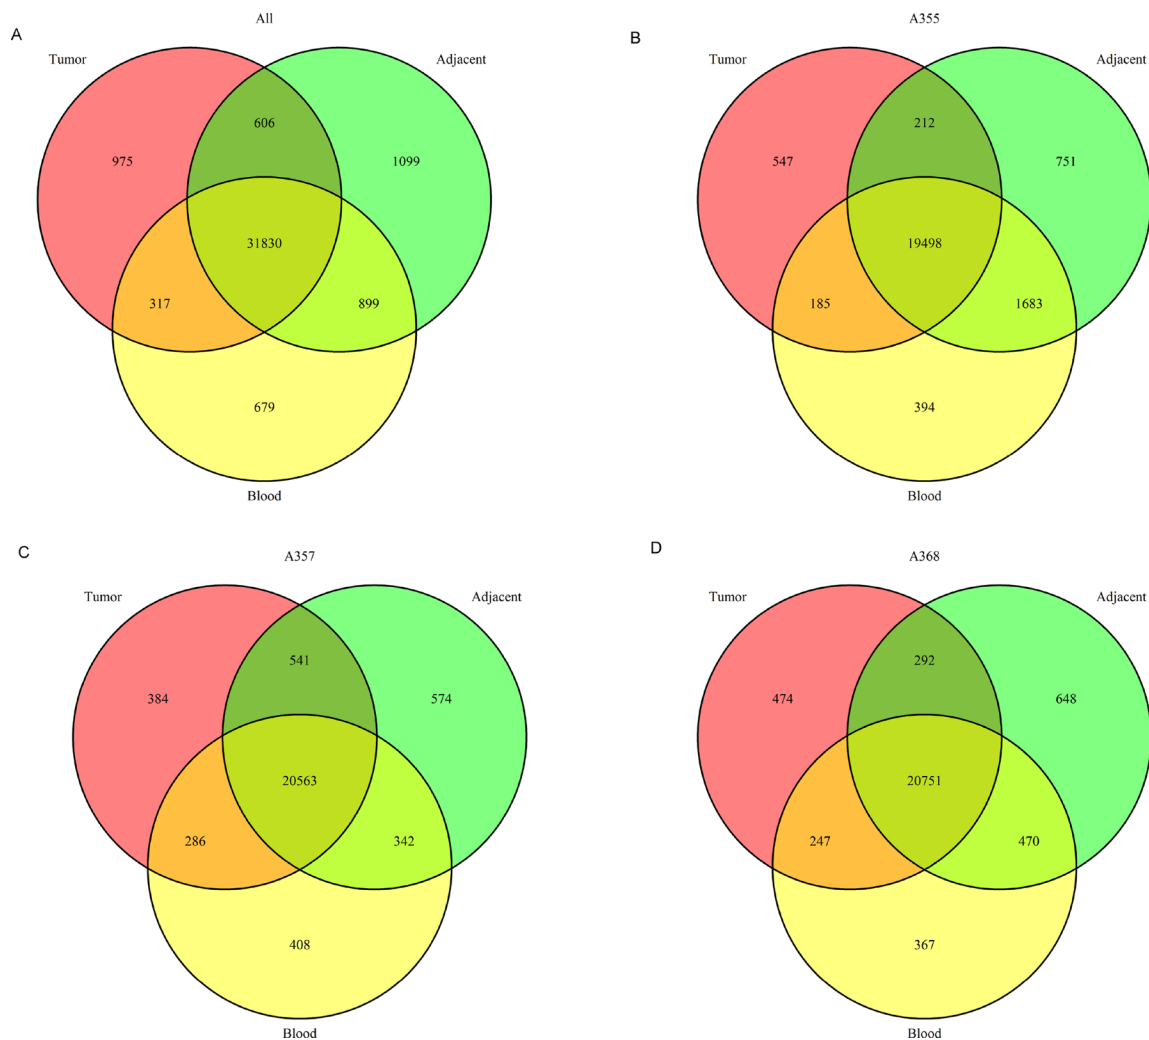 A
All
Tumor
Adjacent
606
975
1099
31830
317
899
679
Blood
B
A355
Tumor
Adjacent
212
547
751
19498
185
1683
394
Blood
C
A357
Tumor
Adjacent
541
384
574
20563
286
342
408
Blood
D
A368
Tumor
Adjacent
292
474
648
20751
247
470
367
Blood